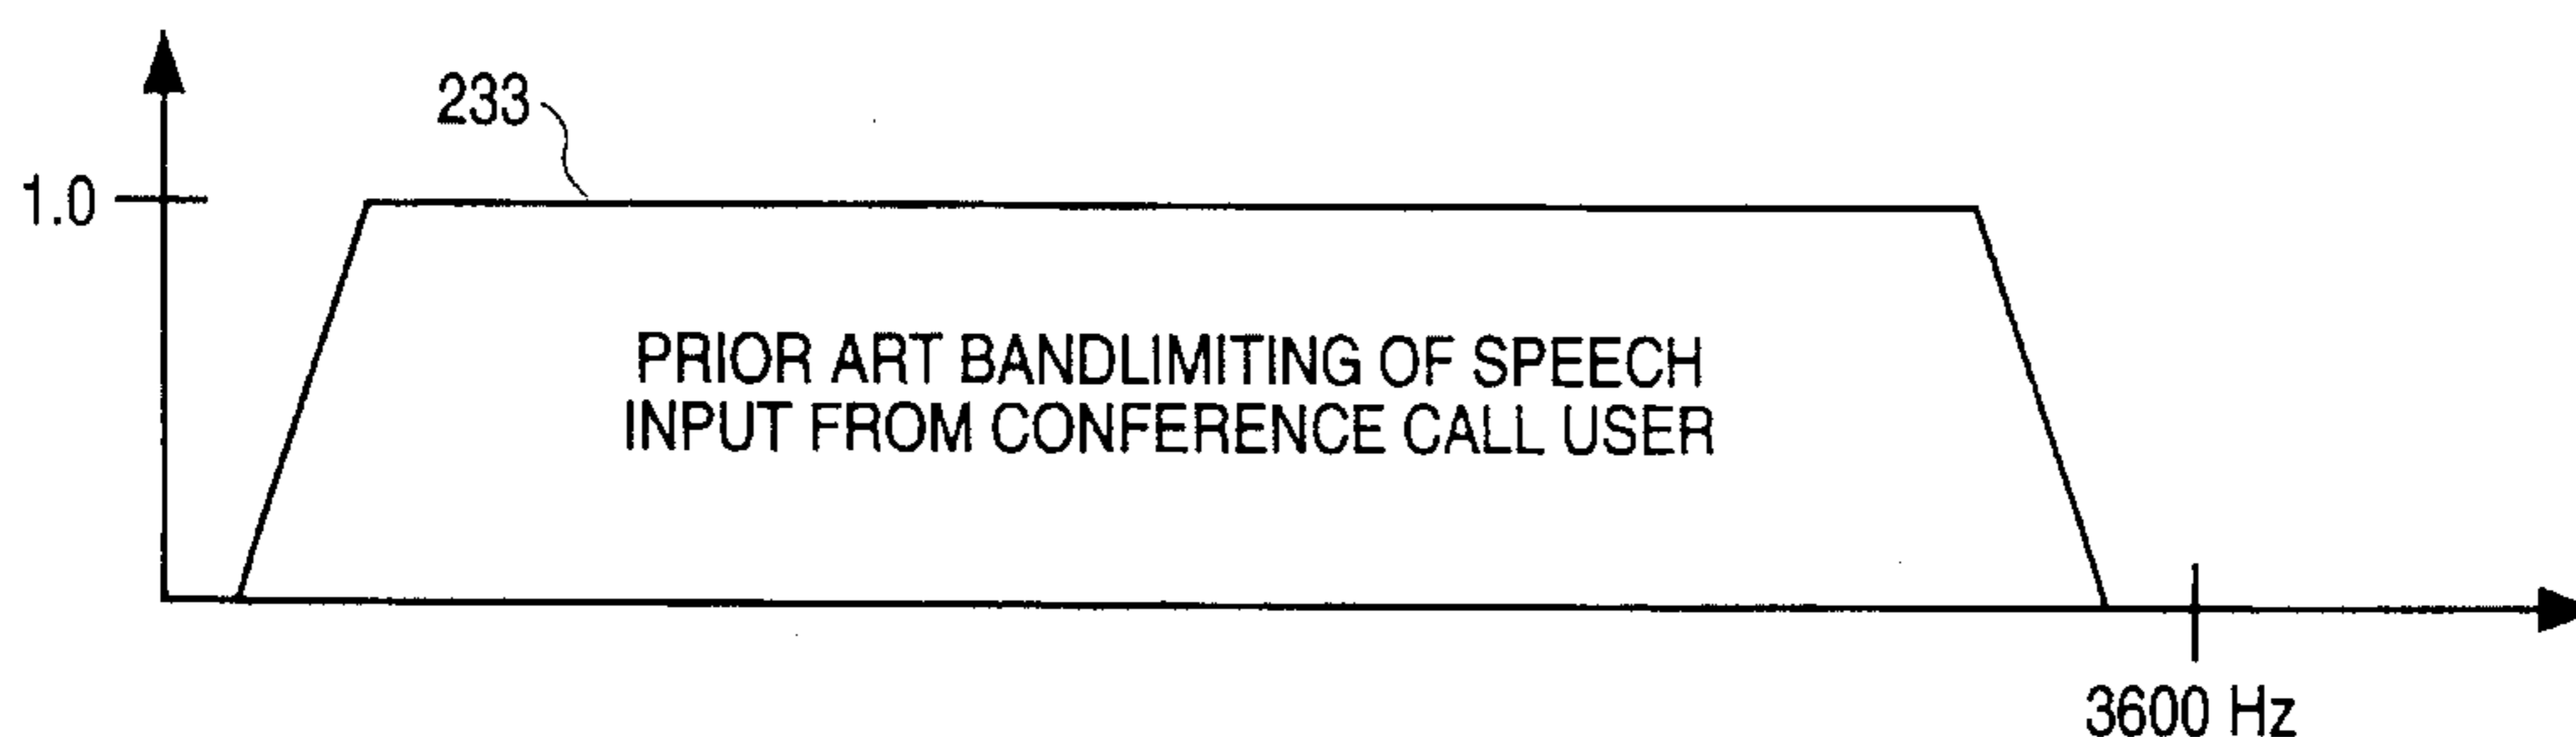 233
1.0
PRIOR ART BANDLIMITING OF SPEECH
INPUT FROM CONFERENCE CALL USER
3600 Hz